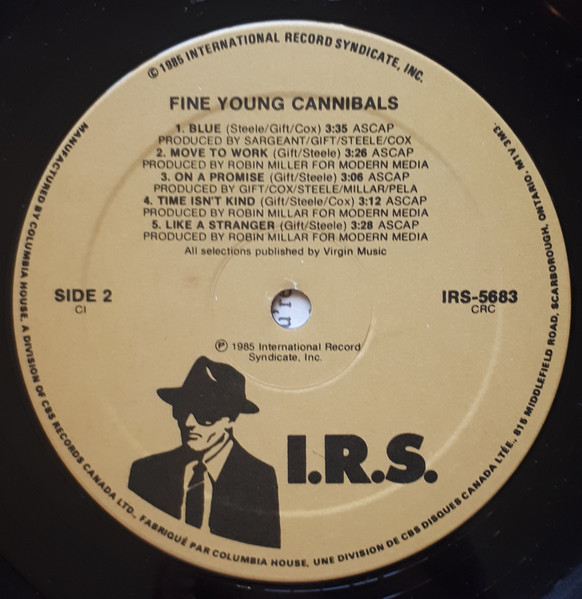 © 1985 INTERNATIONAL RECORD SYNDICATE, INC.
FINE YOUNG CANNIBALS
1. BLUE (Steele/Gift/Cox) 3:35 ASCAP
PRODUCED BY SARGEANT/GIFT/STEELE/COX
2. MOVE TO WORK (Gift/Steele) 3:26 ASCAP
PRODUCED BY ROBIN MILLER FOR MODERN MEDIA
3. ON A PROMISE (Gift/Steele) 3:06 ASCAP
PRODUCED BY GIFT/COX/STEELE/MILLAR/PELA
4. TIME ISN'T KIND (Gift/Steele/Cox) 3:12 ASCAP
PRODUCED BY ROBIN MILLAR FOR MODERN MEDIA
5. LIKE A STRANGER (Gift/Steele) 3:28 ASCAP
PRODUCED BY ROBIN MILLAR FOR MODERN MEDIA
All selections published by Virgin Music
SIDE 2
CI
IRS-5683
CRC
℗ 1985 International Record
Syndicate, Inc.
I.R.S.
MANUFACTURED BY COLUMBIA HOUSE, A DIVISION OF CBS RECORDS CANADA LTD., FABRIQUÉ PAR COLUMBIA HOUSE, UNE DIVISION DE CBS DISQUES CANADA LTÉE., 815 MIDDLEFIELD ROAD, SCARBOROUGH, ONTARIO, M1V 3M3.